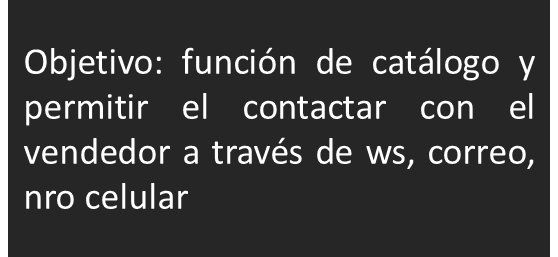 Objetivo: función de catálogo y
permitir el contactar con el
vendedor a través de ws, correo,
nro celular